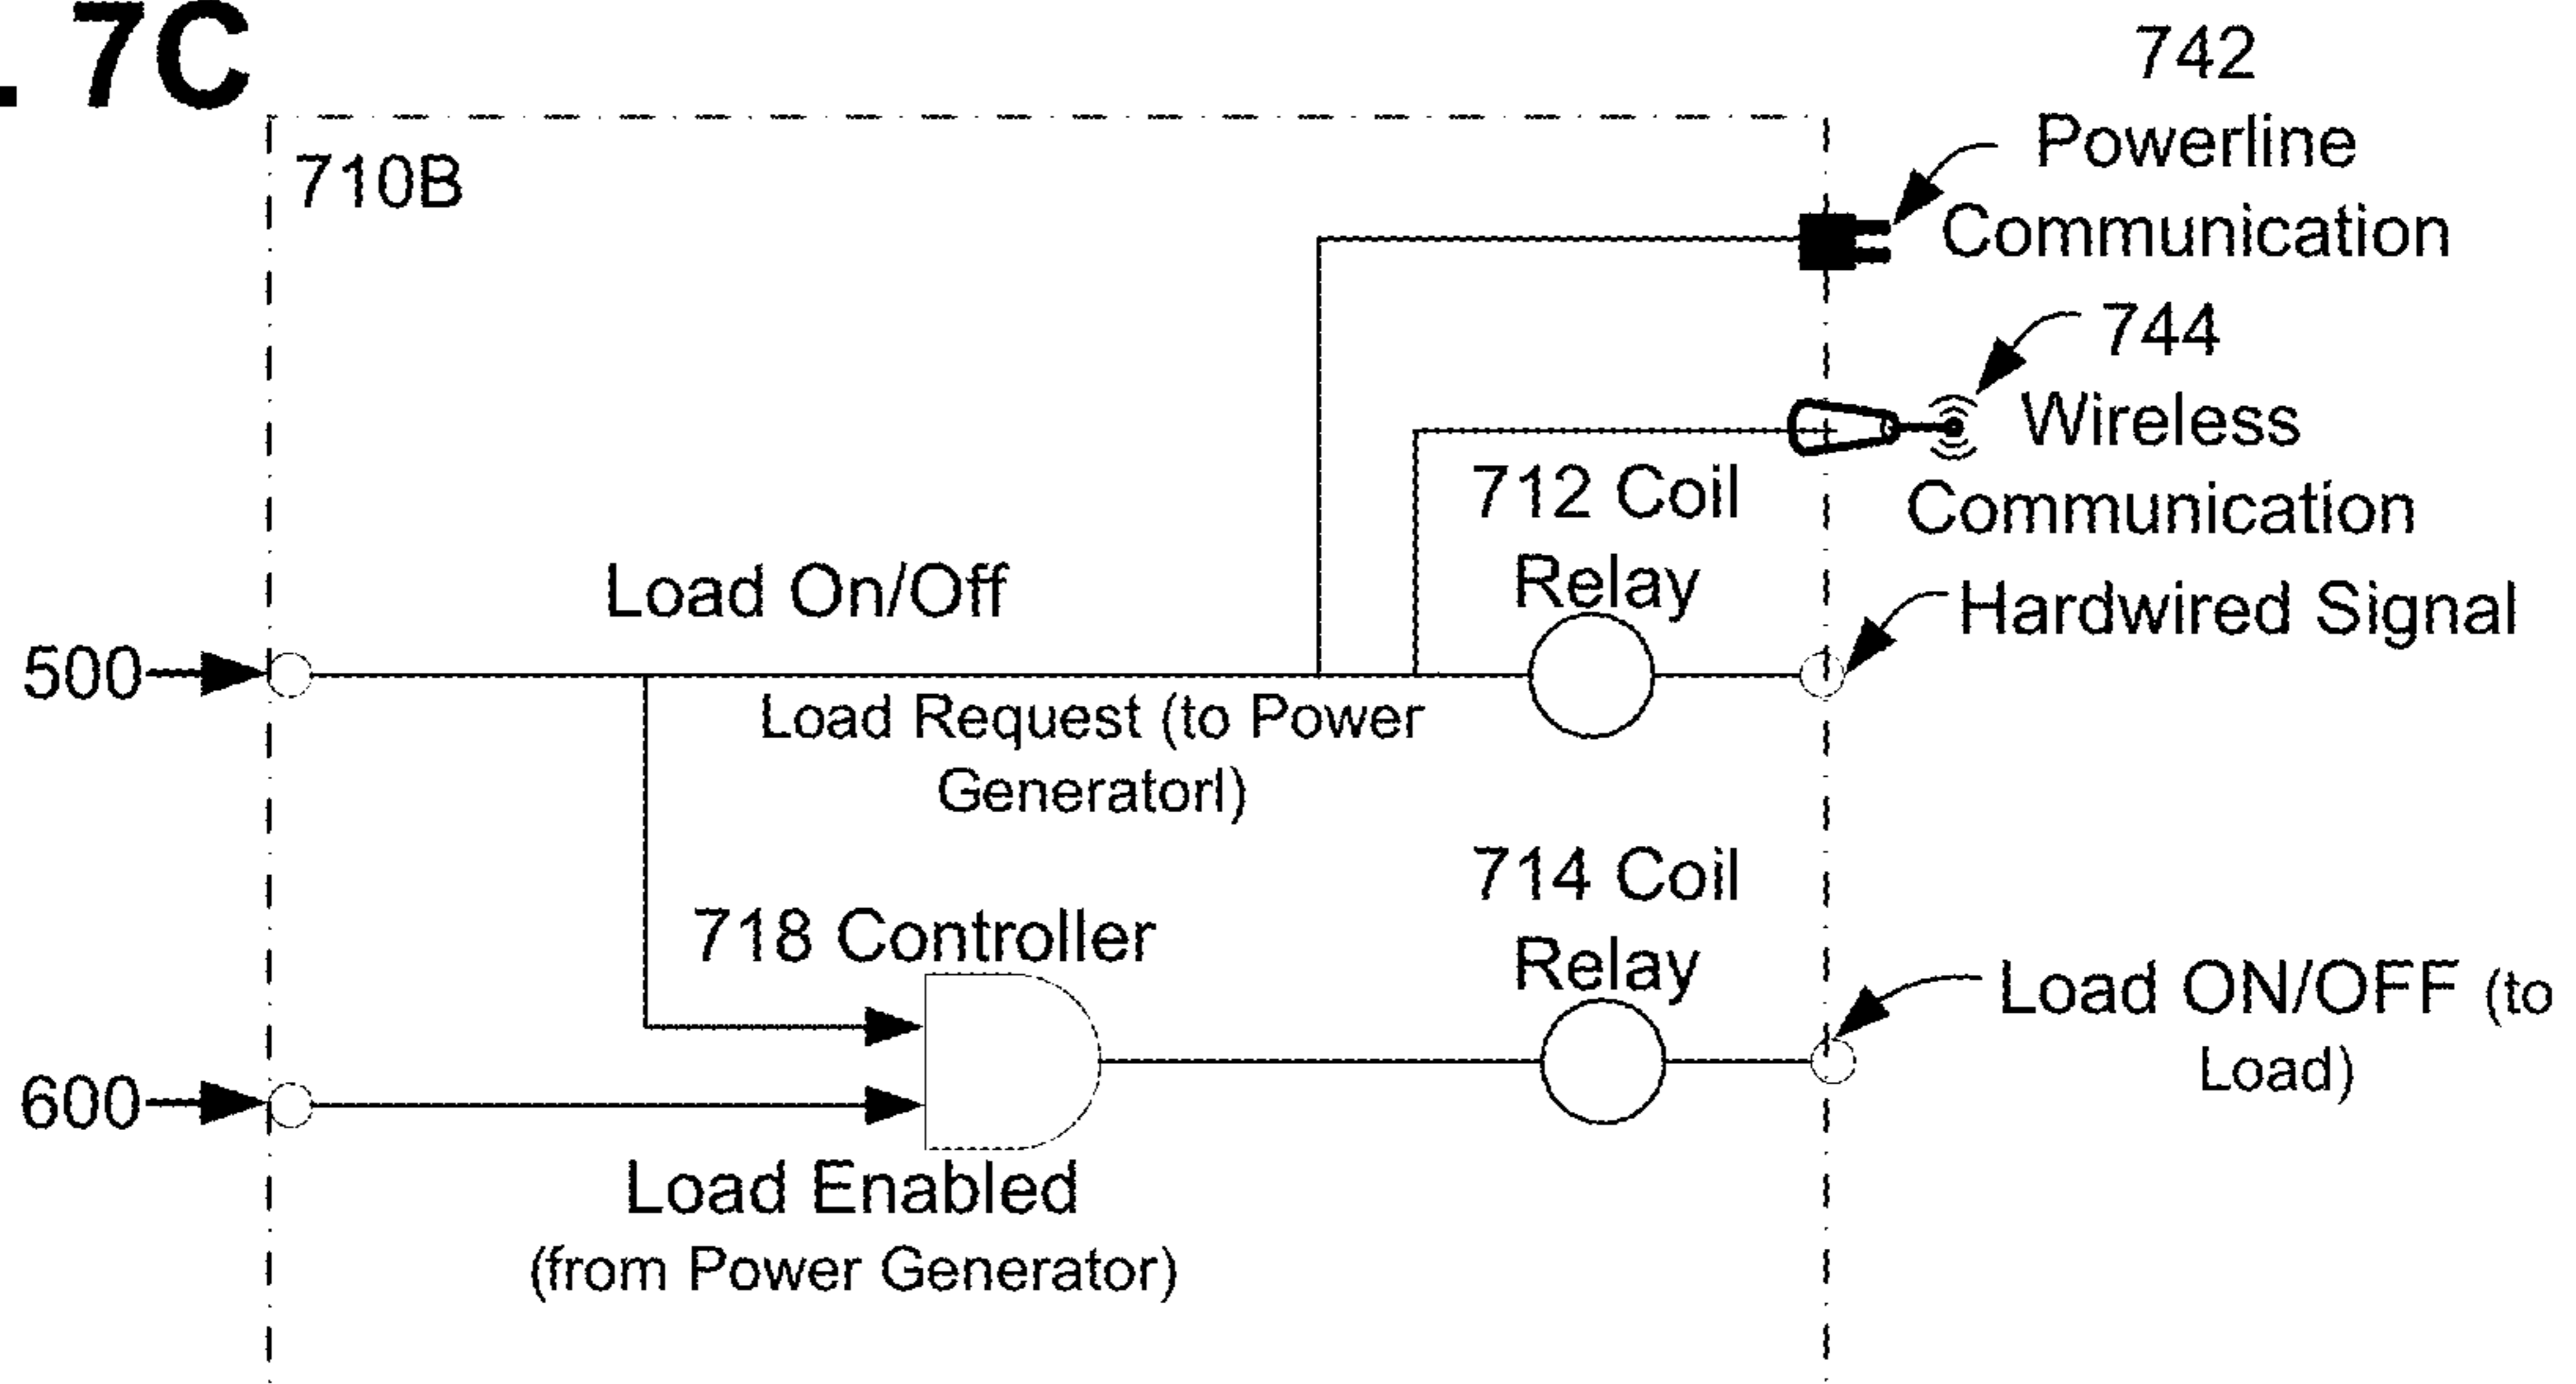 . 7C
710B
742
Powerline
Communication
744
Wireless
Communication
712 Coil
Relay
Load On/Off
Hardwired Signal
500
Load Request (to Power
Generatorl)
714 Coil
Relay
718 Controller
Load ON/OFF (to
Load)
600
Load Enabled
(from Power Generator)